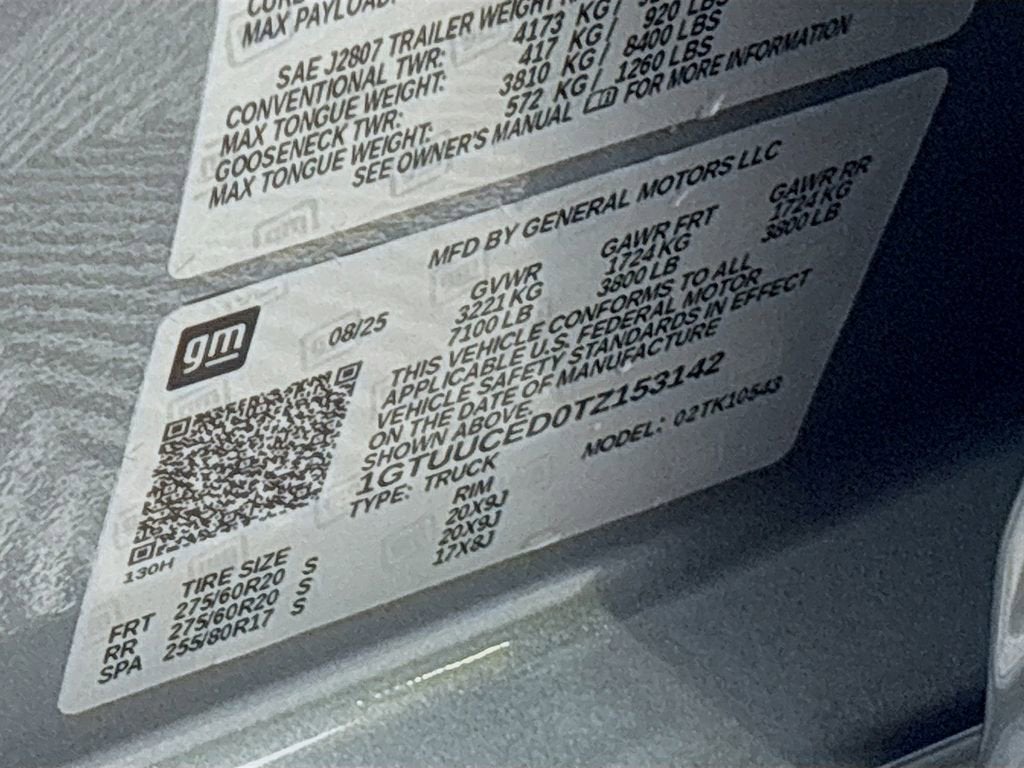 MAX PAYLOAD:
SAE J2807 TRAILER WEIGHT
CONVENTIONAL TWR: 4173 KG/
MAX TONGUE WEIGHT: 417 KG/ 920 LBS
GOOSENECK TWR: 3810 KG/ 8400 LBS
MAX TONGUE WEIGHT: 572 KG/ 1260 LBS
SEE OWNER'S MANUAL FOR MORE INFORMATION
MFD BY GENERAL MOTORS LLC
gm 08/25
GVWR GAWR FRT GAWR RR
3221 KG 1724 KG 1724 KG
7100 LB 3800 LB 3800 LB
THIS VEHICLE CONFORMS TO ALL
APPLICABLE U.S. FEDERAL MOTOR
VEHICLE SAFETY STANDARDS IN EFFECT
ON THE DATE OF MANUFACTURE
SHOWN ABOVE.
1GTUUCED0TZ153142
TYPE: TRUCK MODEL: 02TK10543
130H
TIRE SIZE RIM
FRT 275/60R20 S 20X9J
RR 275/60R20 S 20X9J
SPA 255/80R17 S 17X8J